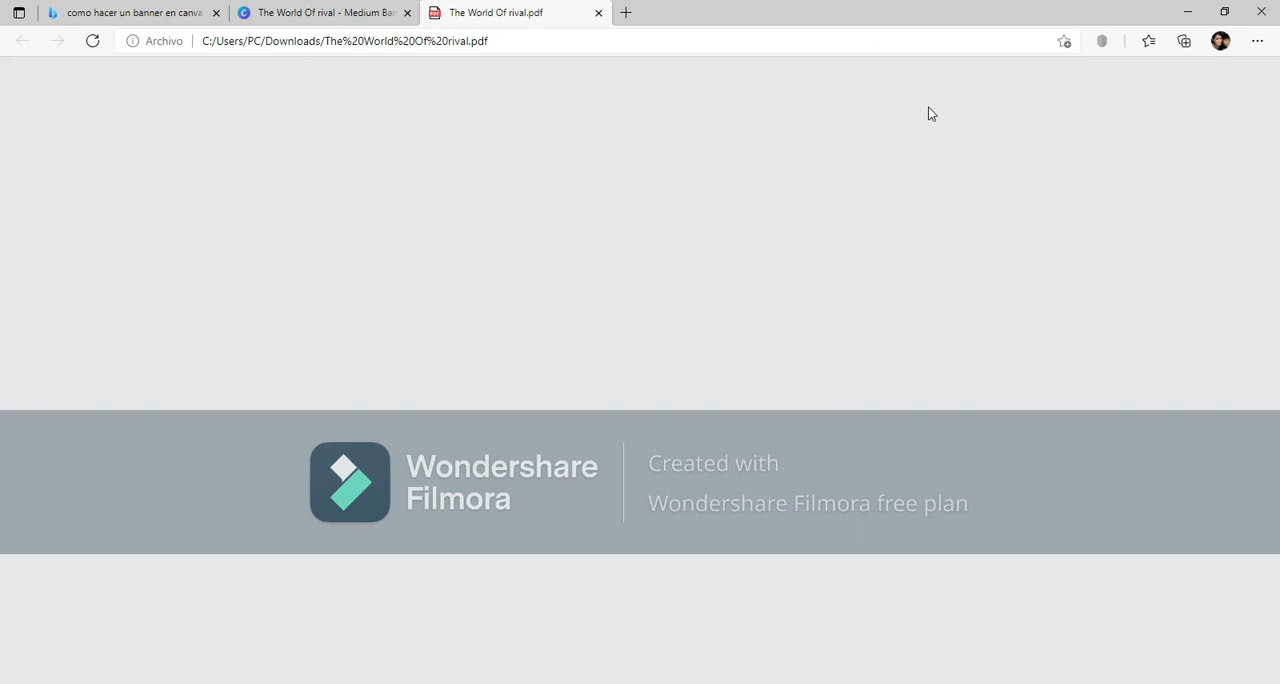 como hacer un banner en canva
The World Of rival - Medium Ba
The World Of rival.pdf
Archivo
C:/Users/PC/Downloads/The%20World%20Of%20rival.pdf
Wondershare
Filmora
Created with
Wondershare Filmora free plan